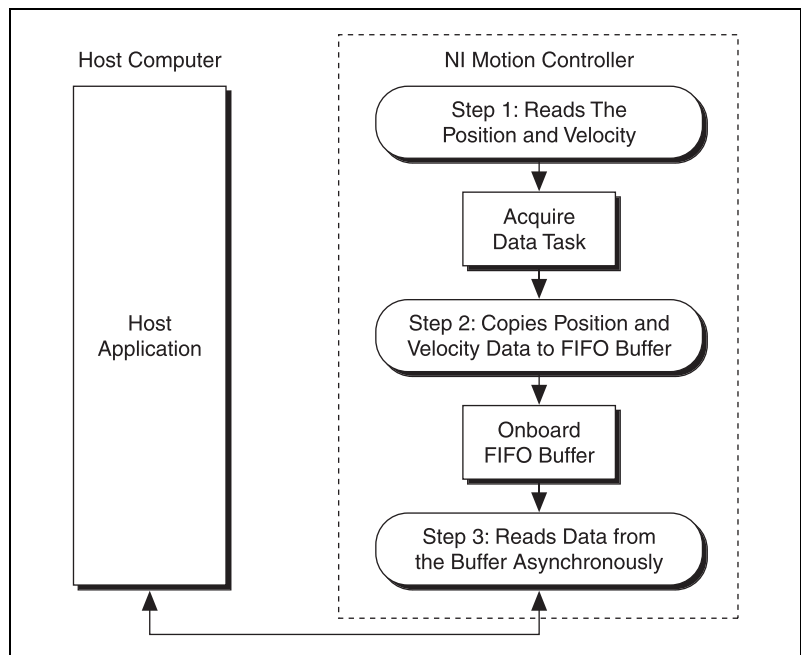 Host Computer
NI Motion Controller
Host
Application
Step 1: Reads The
Position and Velocity
Acquire
Data Task
Step 2: Copies Position and
Velocity Data to FIFO Buffer
Onboard
FIFO Buffer
Step 3: Reads Data from
the Buffer Asynchronously